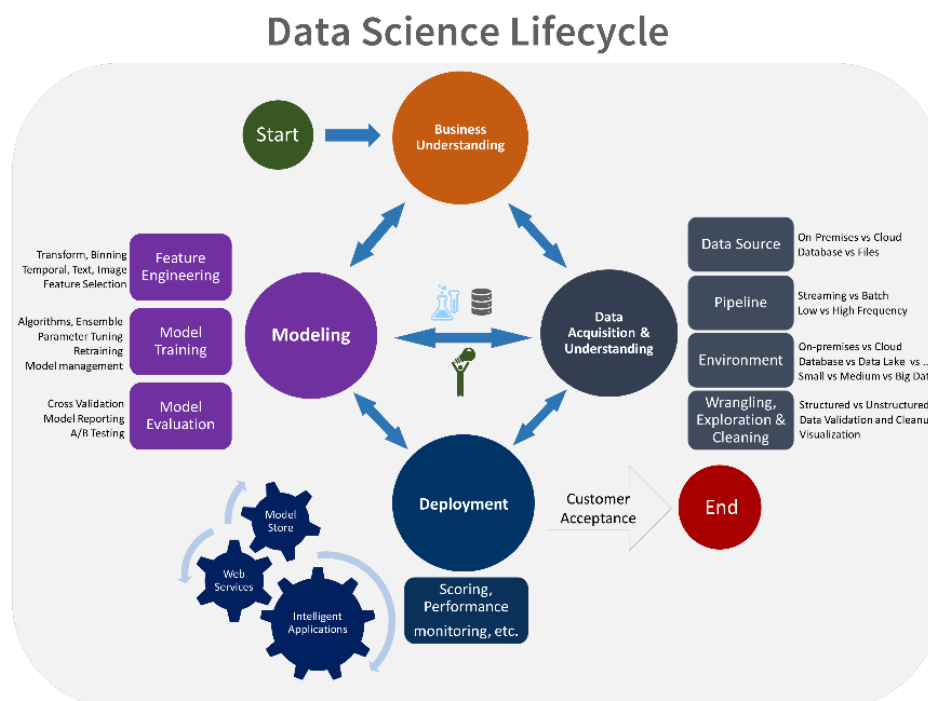 Data Science Lifecycle
Start
Business
Understanding
Feature
Engineering
Transform, Binning
Temporal, Text, Image
Feature Selection
Model
Training
Algorithms, Ensemble
Parameter Tuning
Retraining
Model management
Model
Evaluation
Cross Validation
Model Reporting
A/B Testing
Modeling
Data
Acquisition &
Understanding
Data Source
On-Premises vs Cloud
Database vs Files
Pipeline
Streaming vs Batch
Low vs High Frequency
Environment
On-premises vs Cloud
Database vs Data Lake vs ..
Small vs Medium vs Big Dat
Wrangling,
Exploration &
Cleaning
Structured vs Unstructured
Data Validation and Cleanu
Visualization
Deployment
Customer
Acceptance
End
Scoring,
Performance
monitoring, etc.
Model
Store
Web
Services
Intelligent
Applications